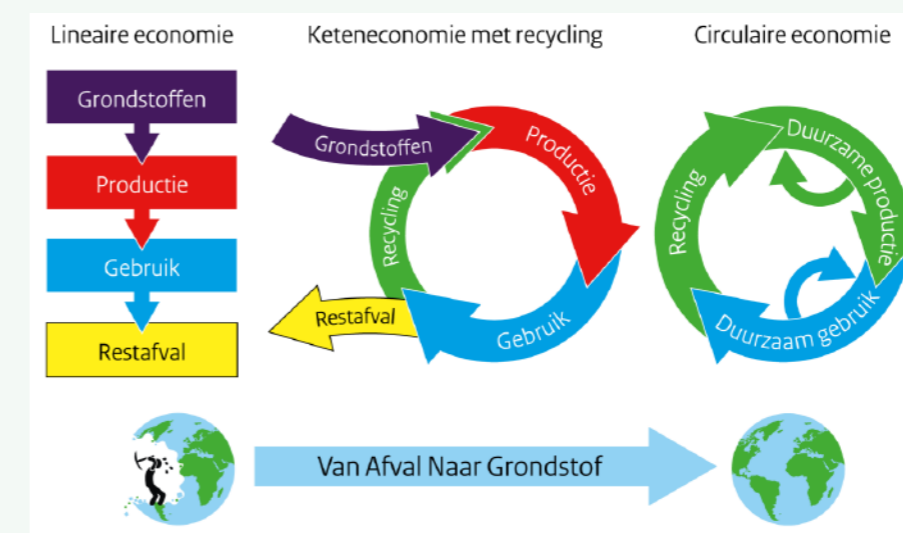 Lineaire economie
Keteneconomie met recycling
Circulaire economie
Grondstoffen
Productie
Gebruik
Restafval
Grondstoffen
Productie
Gebruik
Restafval
Recycling
Duurzame productie
Duurzaam gebruik
Recycling
Van Afval Naar Grondstof